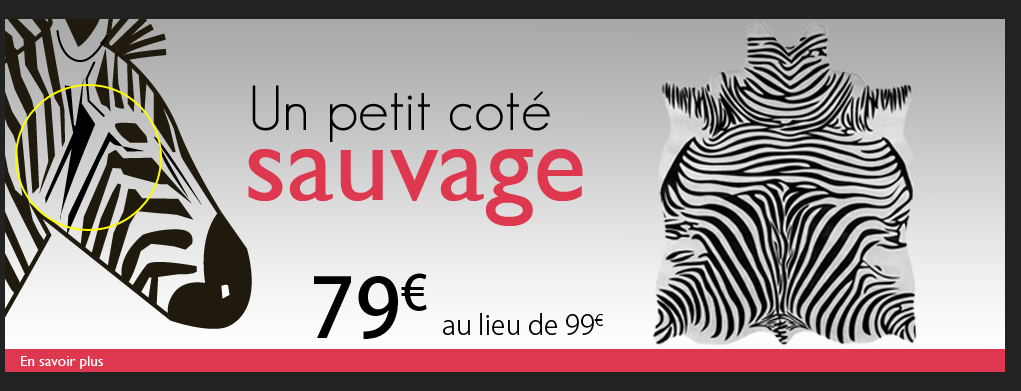 Un petit coté
sauvage
79€
au lieu de 99€
En savoir plus